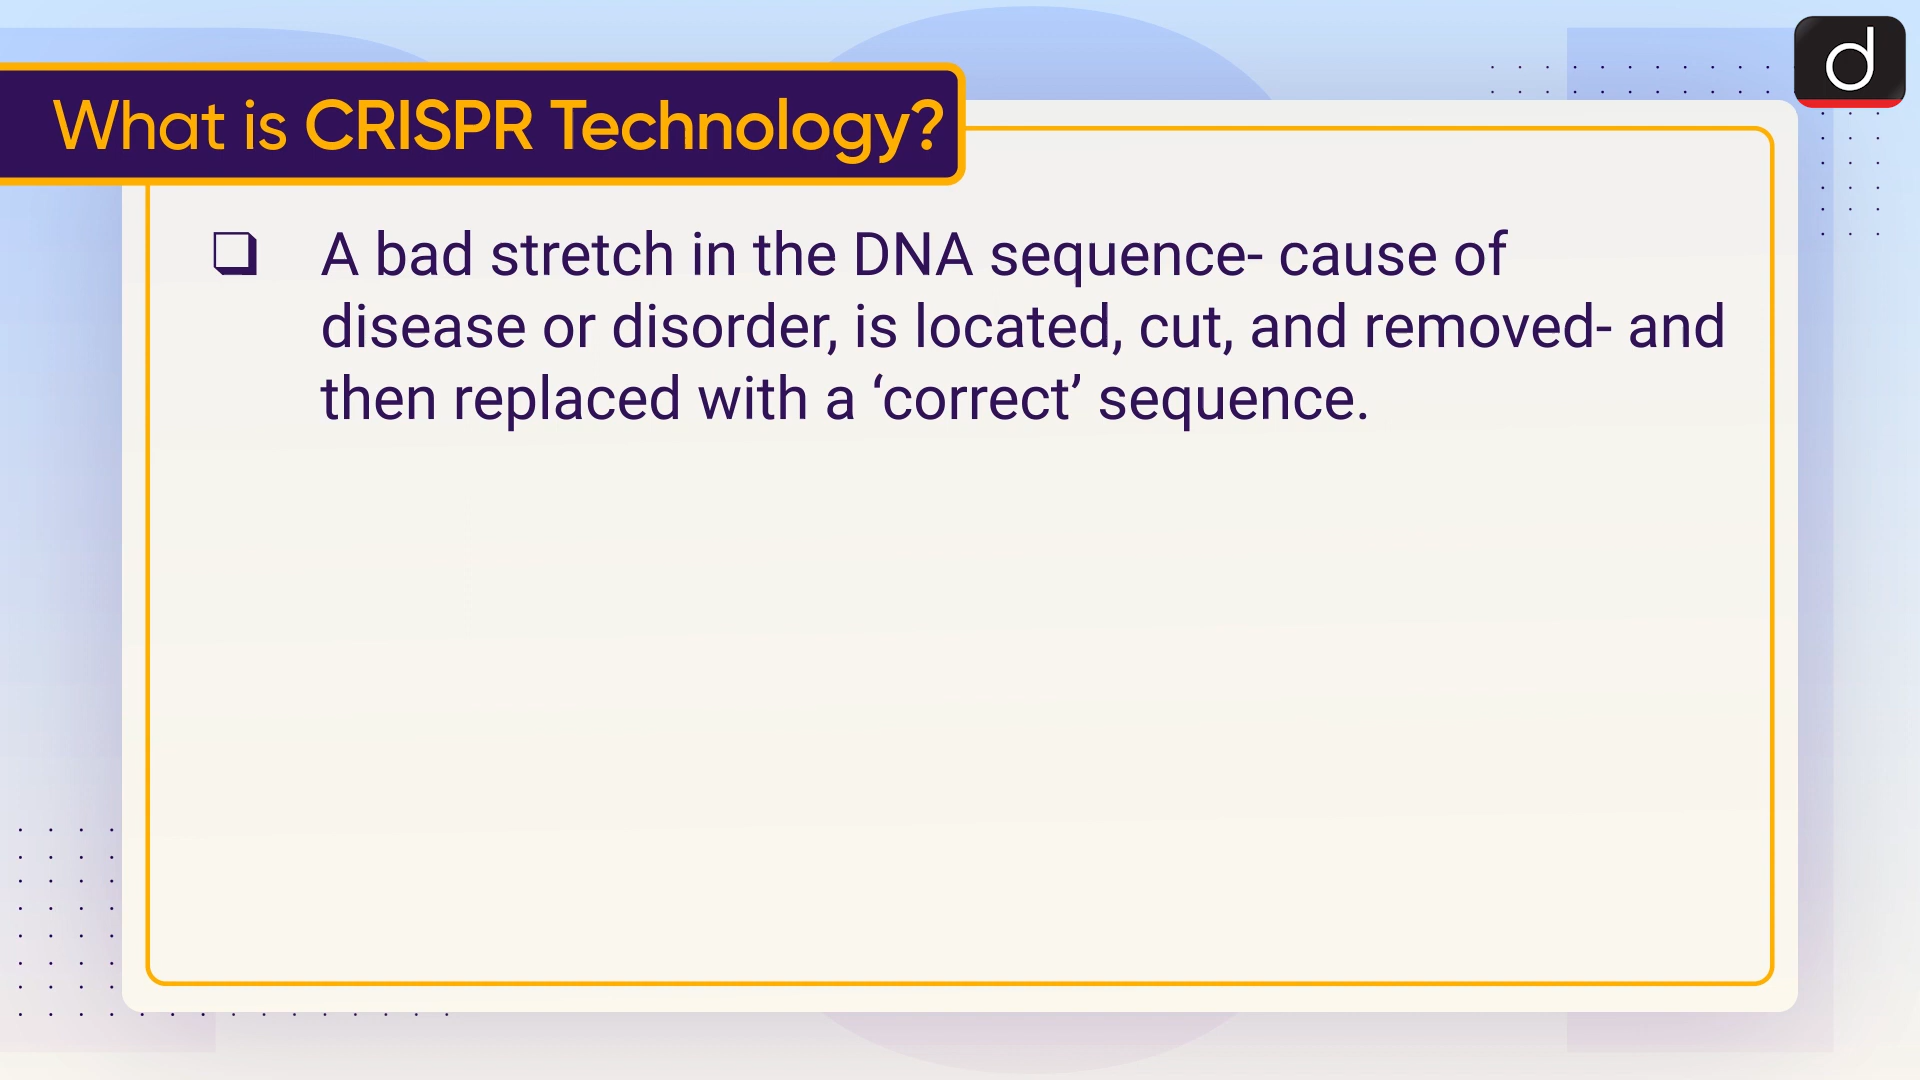 What is CRISPR Technology?
d
❑ A bad stretch in the DNA sequence- cause of
disease or disorder, is located, cut, and removed- and
then replaced with a ‘correct’ sequence.